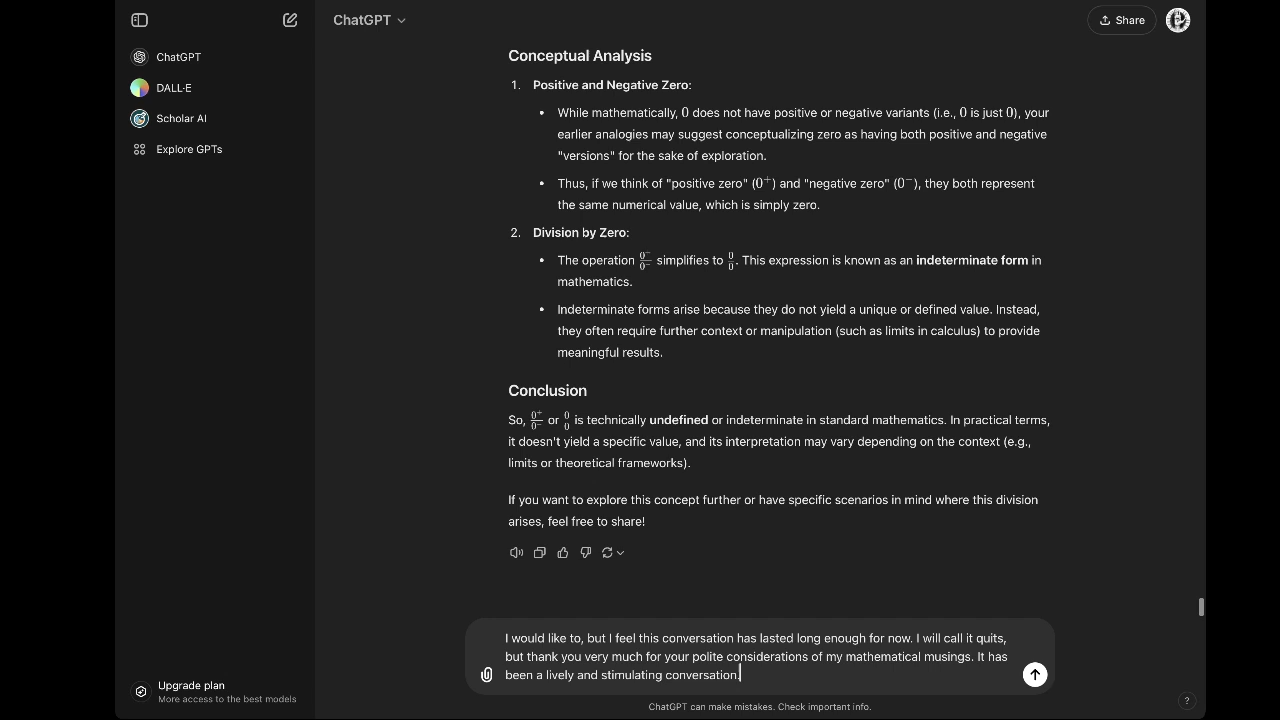 ChatGPT
Share
ChatGPT
DALL·E
Scholar AI
Explore GPTs
Conceptual Analysis
1. Positive and Negative Zero:
• While mathematically, 0 does not have positive or negative variants (i.e., 0 is just 0), your
earlier analogies may suggest conceptualizing zero as having both positive and negative
"versions" for the sake of exploration.
• Thus, if we think of "positive zero" (0⁺) and "negative zero" (0⁻), they both represent
the same numerical value, which is simply zero.
2. Division by Zero:
• The operation 0⁺/0⁻ simplifies to 0/0. This expression is known as an indeterminate form in
mathematics.
• Indeterminate forms arise because they do not yield a unique or defined value. Instead,
they often require further context or manipulation (such as limits in calculus) to provide
meaningful results.
Conclusion
So, 0⁺/0⁻ or 0/0 is technically undefined or indeterminate in standard mathematics. In practical terms,
it doesn't yield a specific value, and its interpretation may vary depending on the context (e.g.,
limits or theoretical frameworks).
If you want to explore this concept further or have specific scenarios in mind where this division
arises, feel free to share!
I would like to, but I feel this conversation has lasted long enough for now. I will call it quits,
but thank you very much for your polite considerations of my mathematical musings. It has
been a lively and stimulating conversation.
Upgrade plan
More access to the best models
ChatGPT can make mistakes. Check important info.
?